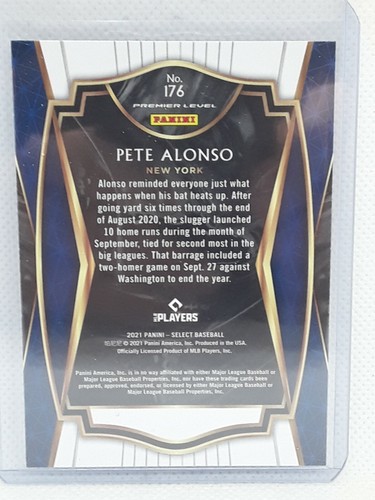 No.
176
PREMIER LEVEL
PANINI
PETE ALONSO
NEW YORK
Alonso reminded everyone just what
happens when his bat heats up. After
going yard six times through the end
of August 2020, the slugger launched
10 home runs during the month of
September, tied for second most in the
big leagues. That barrage included a
two-homer game on Sept. 27 against
Washington to end the year.
MLB PLAYERS
2021 PANINI – SELECT BASEBALL
© 2021 Panini America, Inc. Produced in the USA.
Officially Licensed Product of MLB Players, Inc.
Panini America, Inc. is in no way affiliated with either Major League Baseball or
Major League Baseball Properties, Inc. nor have these trading cards been
prepared, approved, endorsed, or licensed by either Major League Baseball or
Major League Baseball Properties, Inc.